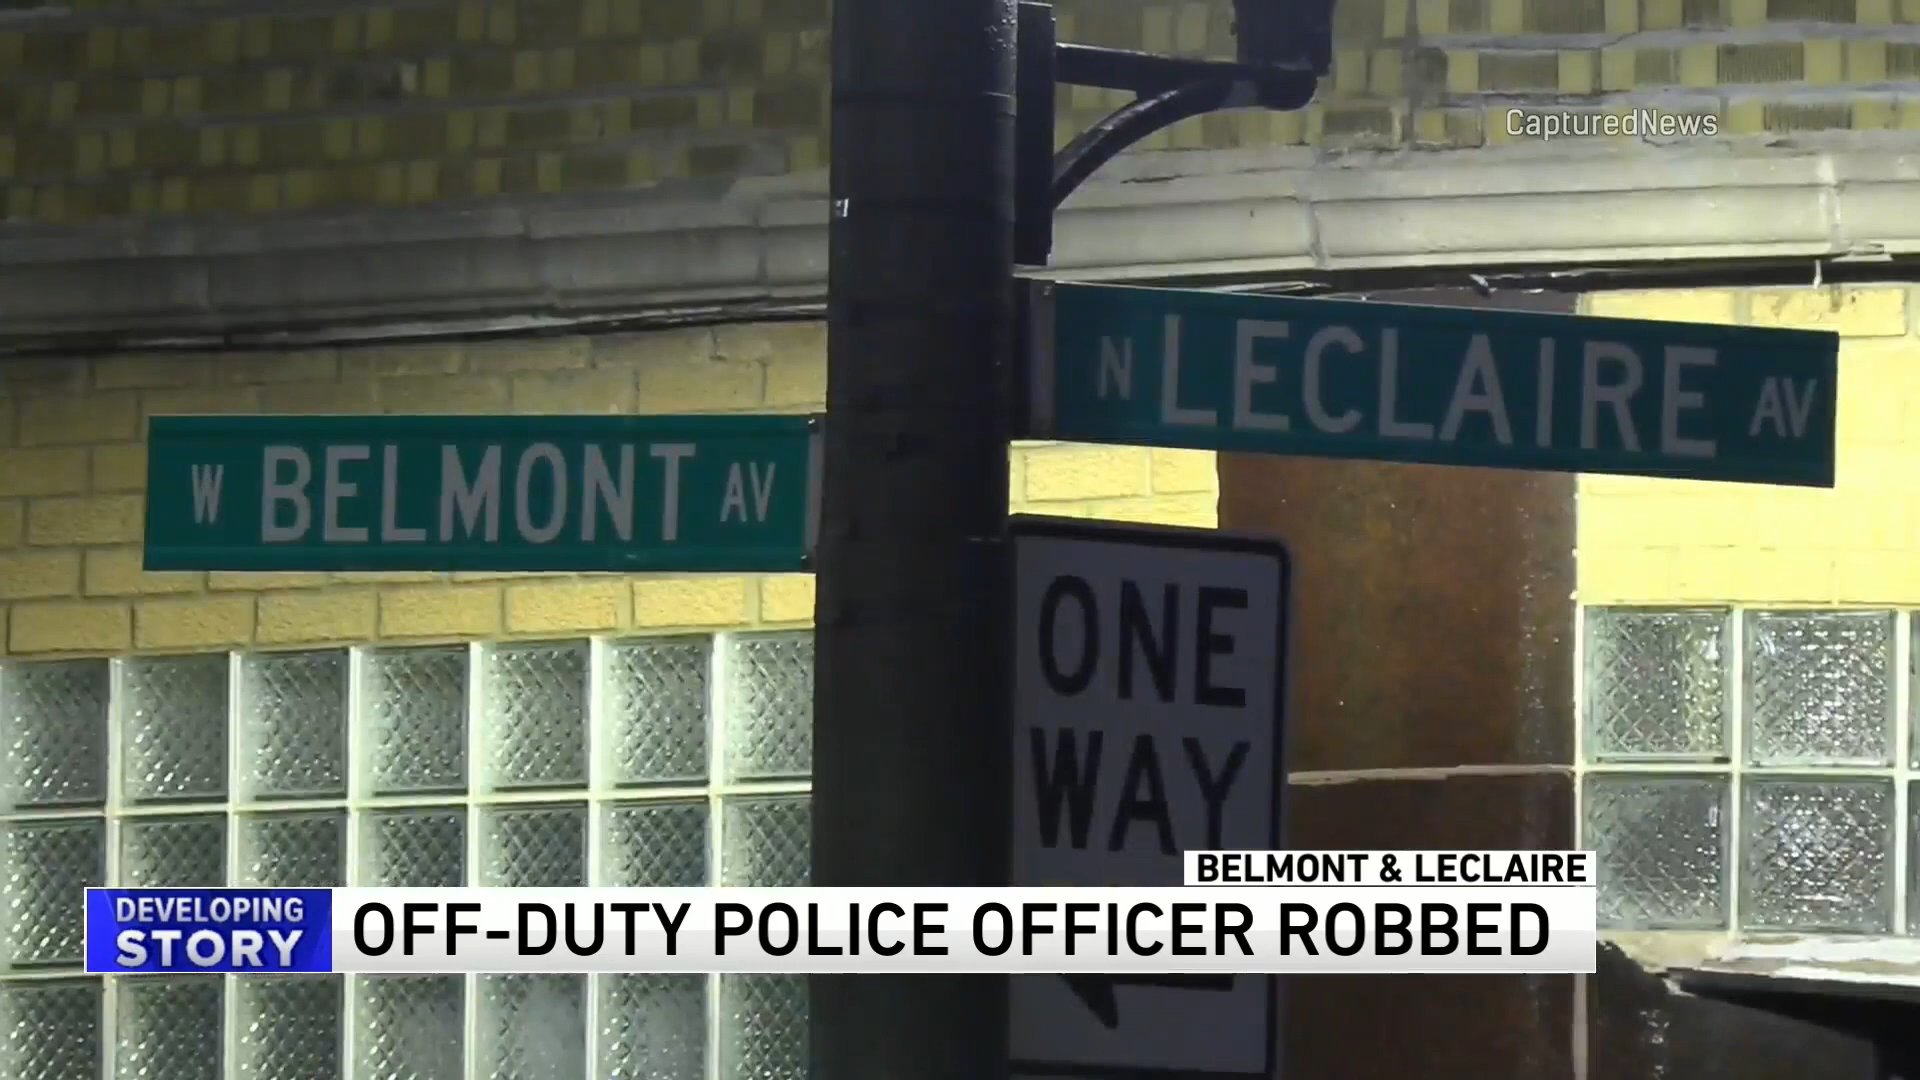 CapturedNews
N LECLAIRE AV
W BELMONT AV
ONE
WAY
BELMONT & LECLAIRE
DEVELOPING
STORY
OFF-DUTY POLICE OFFICER ROBBED